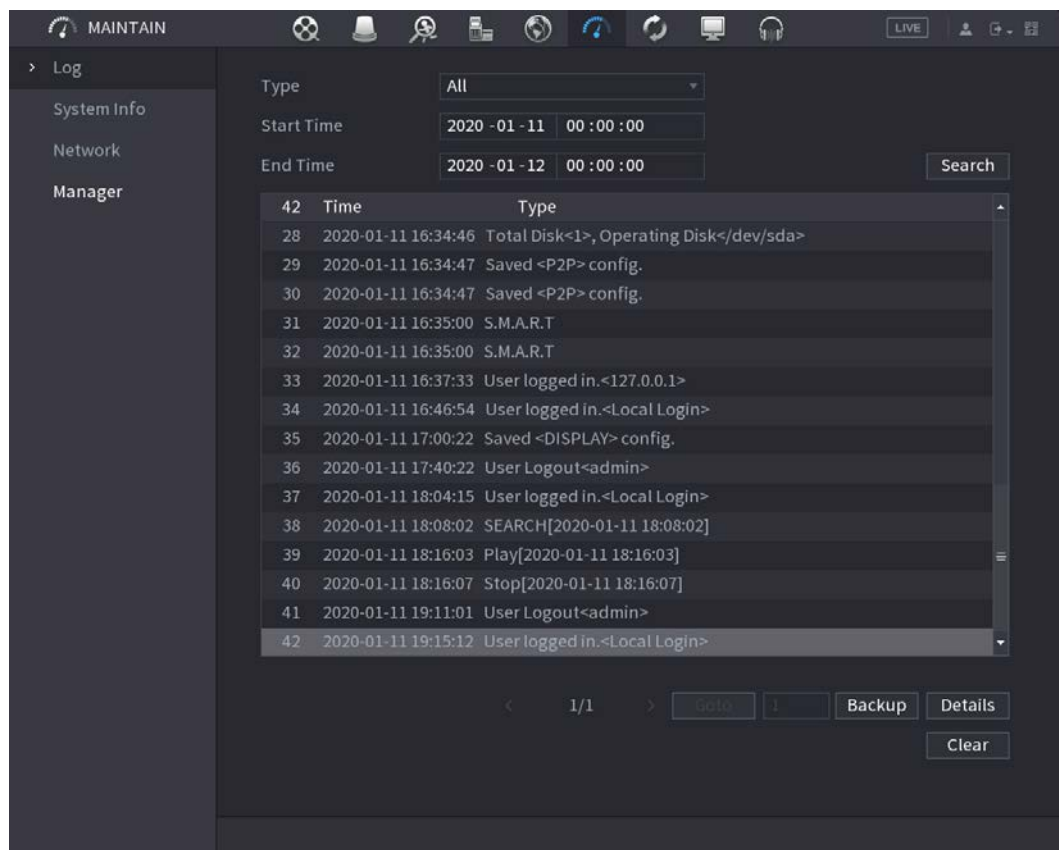 MAINTAIN
LIVE
> Log
System Info
Network
Manager
Type All
Start Time 2020 -01 -11 00 :00 :00
End Time 2020 -01 -12 00 :00 :00
Search
42 Time Type
28 2020-01-11 16:34:46 Total Disk<1>, Operating Disk</dev/sda>
29 2020-01-11 16:34:47 Saved <P2P> config.
30 2020-01-11 16:34:47 Saved <P2P> config.
31 2020-01-11 16:35:00 S.M.A.R.T
32 2020-01-11 16:35:00 S.M.A.R.T
33 2020-01-11 16:37:33 User logged in.<127.0.0.1>
34 2020-01-11 16:46:54 User logged in.<Local Login>
35 2020-01-11 17:00:22 Saved <DISPLAY> config.
36 2020-01-11 17:40:22 User Logout<admin>
37 2020-01-11 18:04:15 User logged in.<Local Login>
38 2020-01-11 18:08:02 SEARCH[2020-01-11 18:08:02]
39 2020-01-11 18:16:03 Play[2020-01-11 18:16:03]
40 2020-01-11 18:16:07 Stop[2020-01-11 18:16:07]
41 2020-01-11 19:11:01 User Logout<admin>
42 2020-01-11 19:15:12 User logged in.<Local Login>
< 1/1 > Goto 1 Backup Details
Clear